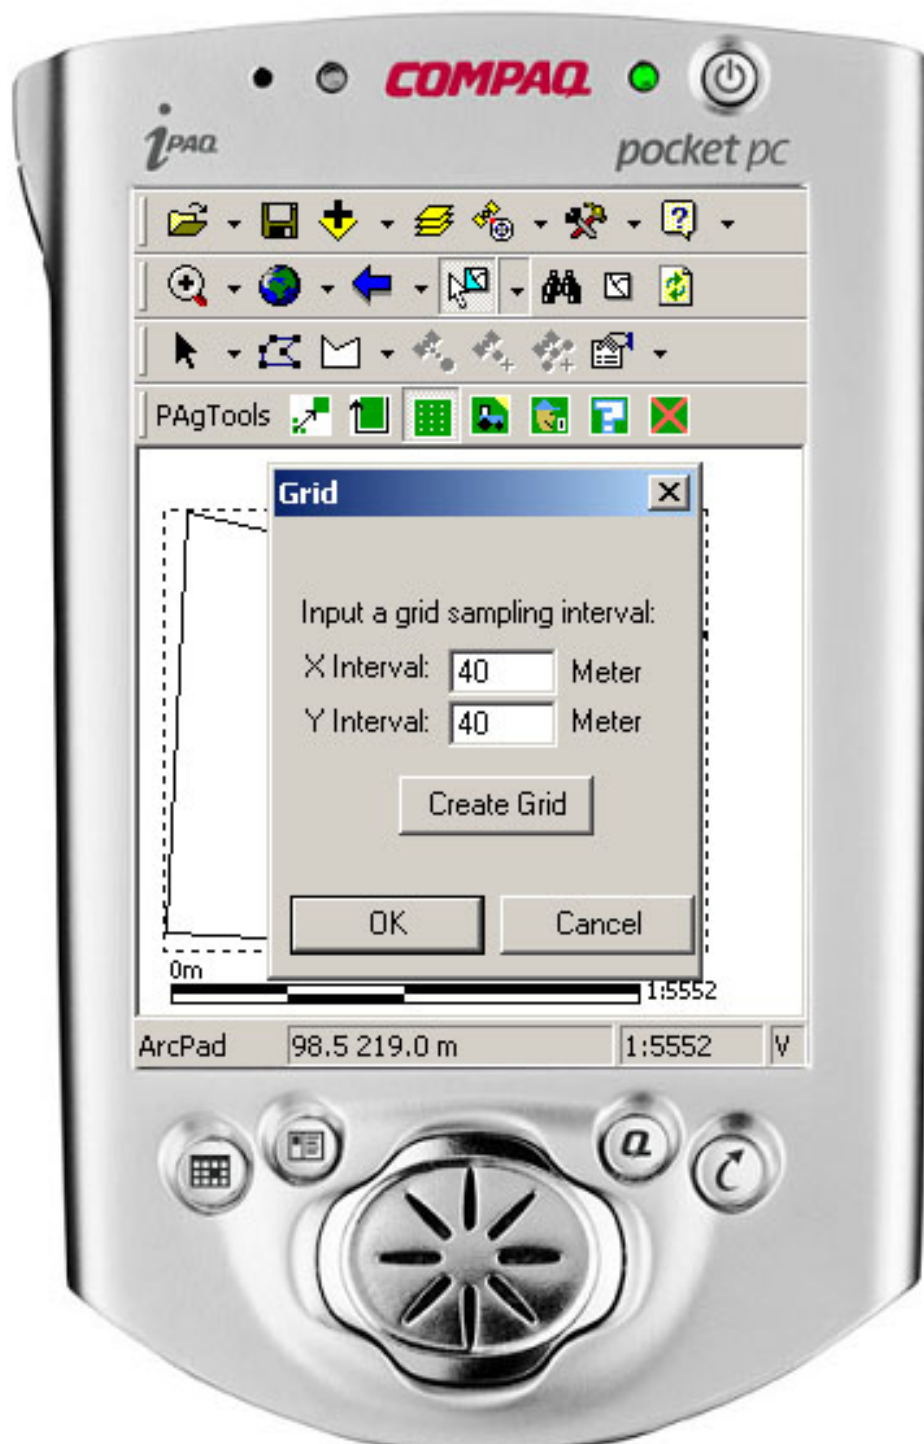 COMPAQ
iPAQ
pocket pc
PAgTools
Grid
Input a grid sampling interval:
X Interval: 40 Meter
Y Interval: 40 Meter
Create Grid
OK Cancel
0m
1:5552
ArcPad 98.5 219.0 m 1:5552 V
Q